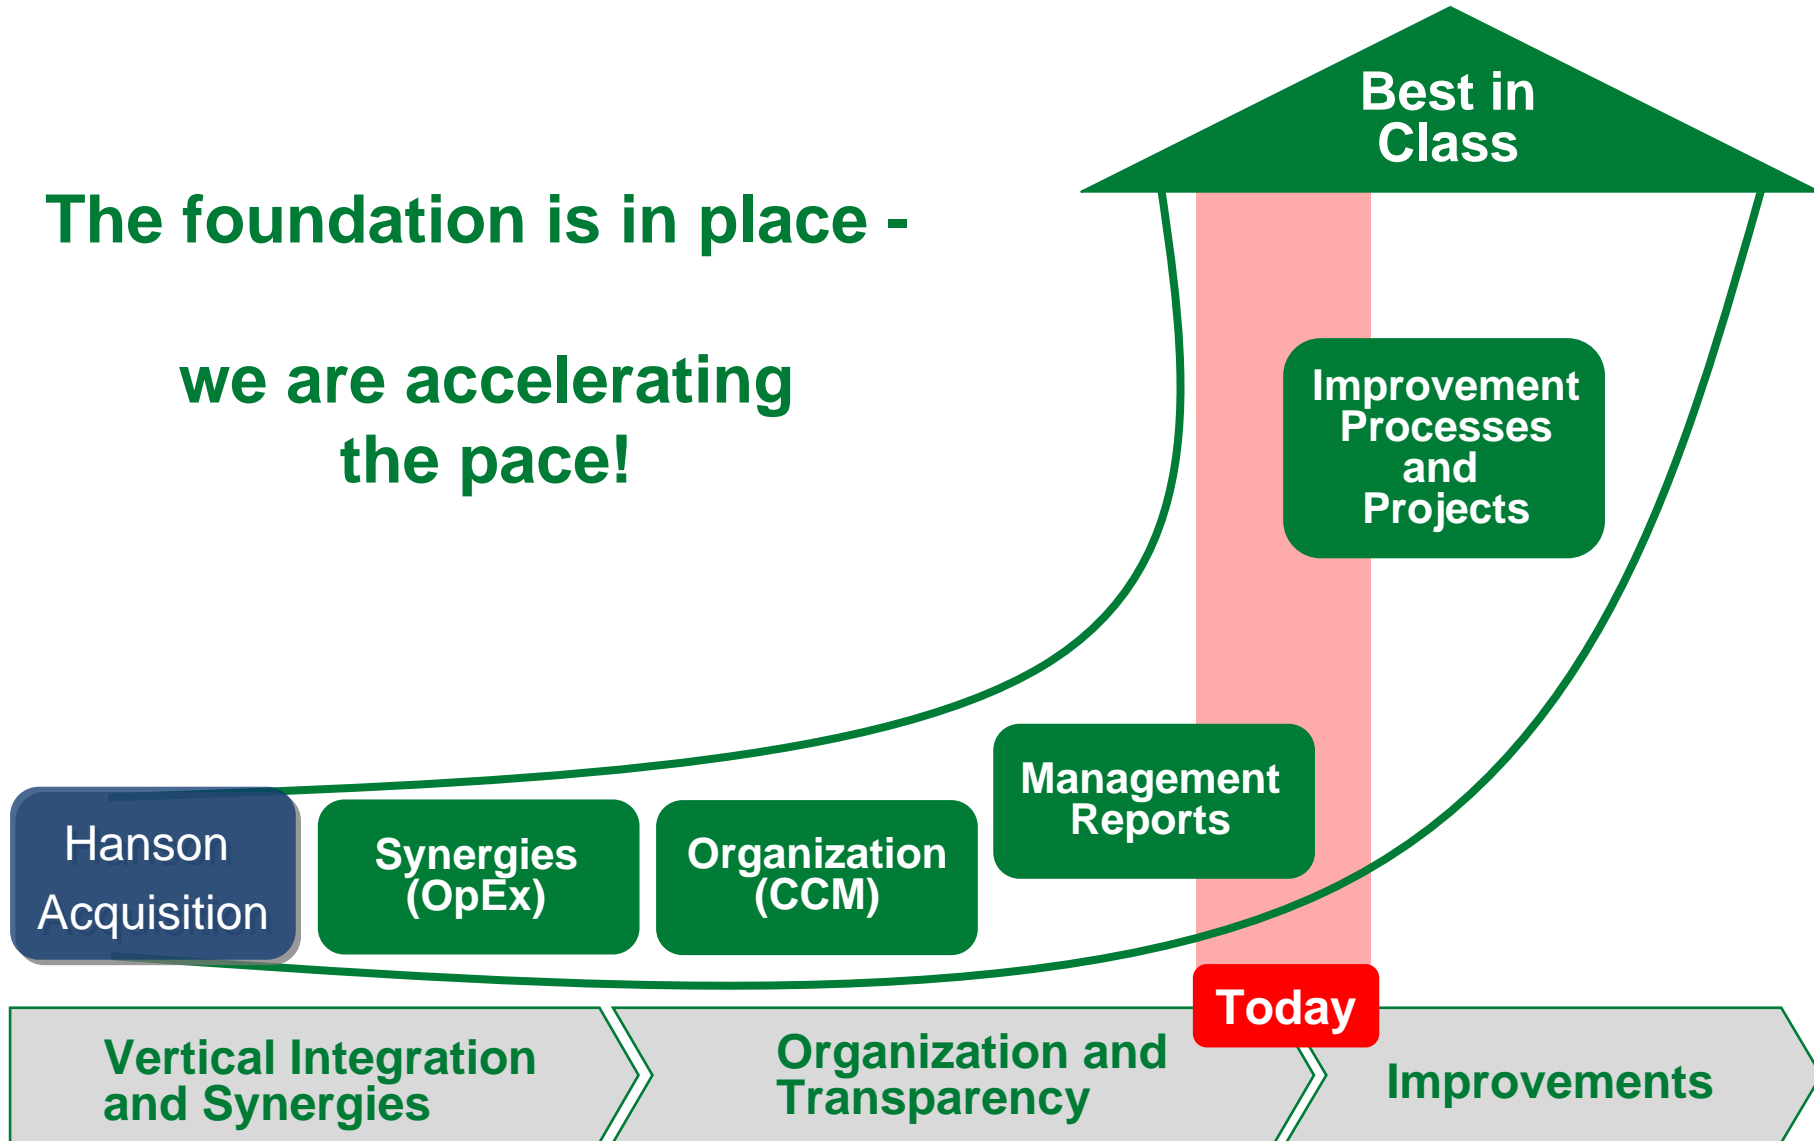 Best in
Class
The foundation is in place -
we are accelerating
the pace!
Improvement
Processes
and
Projects
Management
Reports
Hanson
Acquisition
Synergies
(OpEx)
Organization
(CCM)
Today
Vertical Integration
and Synergies
Organization and
Transparency
Improvements